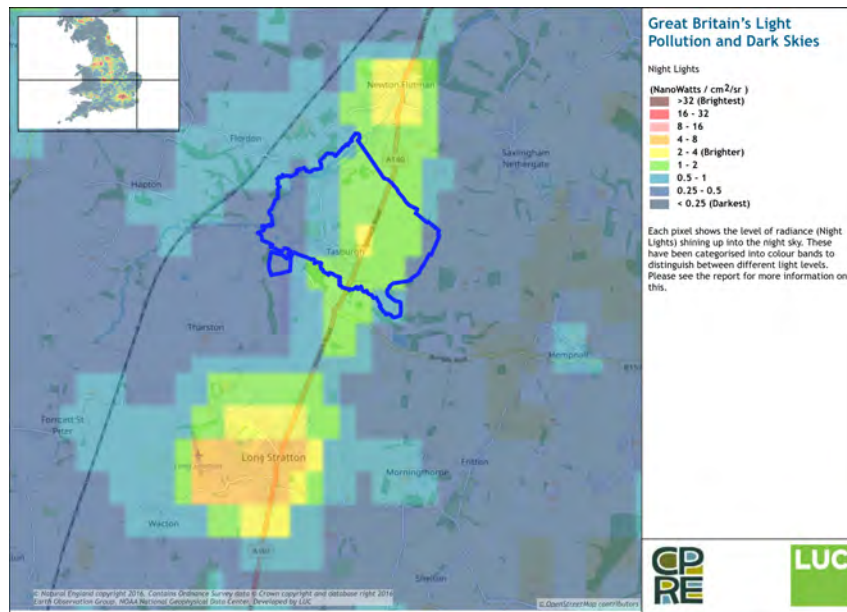 Great Britain's Light
Pollution and Dark Skies
Night Lights
(NanoWatts / cm2/sr )
>32 (Brightest)
16 - 32
8 - 16
4 - 8
2 - 4 (Brighter)
1 - 2
0.5 - 1
0.25 - 0.5
< 0.25 (Darkest)
Each pixel shows the level of radiance (Night
Lights) shining up into the night sky. These
have been categorised into colour bands to
distinguish between different light levels.
Please see the report for more information on
this.
Newton Flotman
Flordon
A140
Saxlingham
Nethergate
Hapton
Tasburgh
Tharston
Hempnall
Forncett St
Peter
Long Stratton
Morningthorpe
Fritton
Wacton
A140
Shelton
© Natural England copyright 2016. Contains Ordnance Survey data © Crown copyright and database right 2016
Earth Observation Group, NOAA National Geophysical Data Center. Developed by LUC
© OpenStreetMap contributors
CPRE
LUC